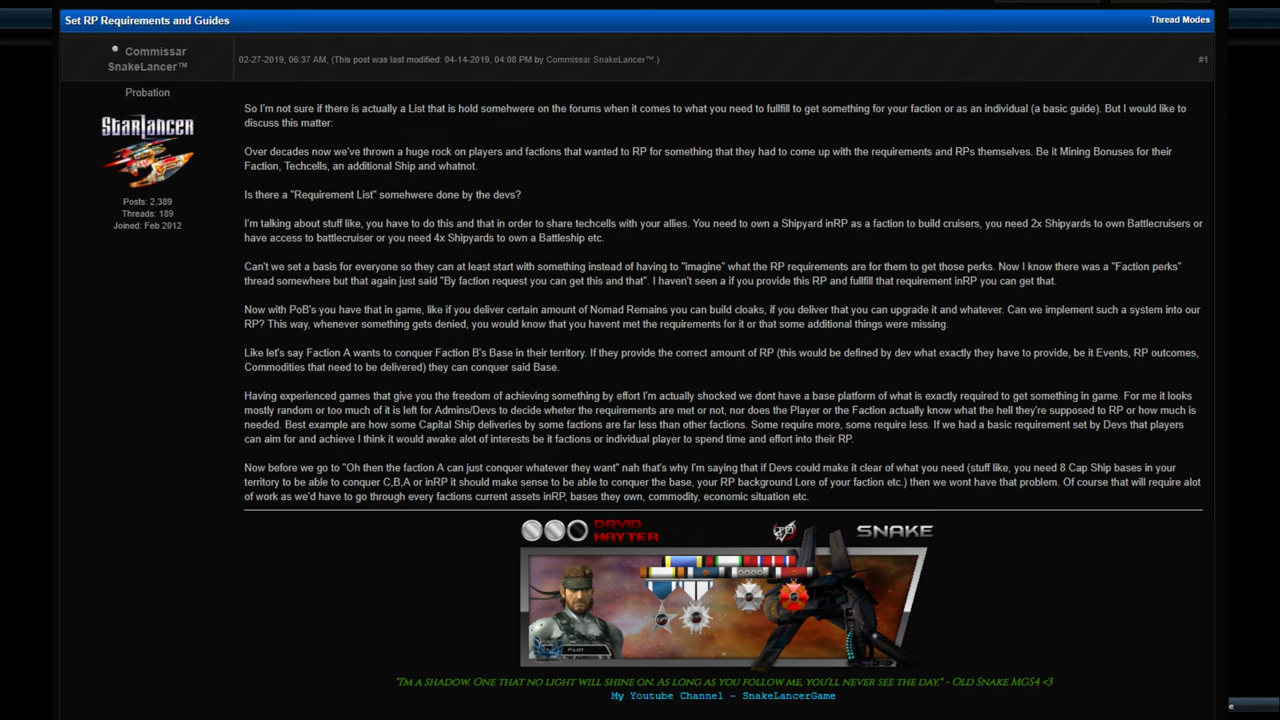 Set RP Requirements and Guides
Thread Modes
Commissar
SnakeLancer™
02-27-2019, 06:37 AM, (This post was last modified: 04-14-2019, 04:08 PM by Commissar SnakeLancer™.)
#1
Probation
STARLANCER
Posts: 2,389
Threads: 189
Joined: Feb 2012
So I'm not sure if there is actually a List that is hold somehwere on the forums when it comes to what you need to fullfill to get something for your faction or as an individual (a basic guide). But I would like to
discuss this matter:
Over decades now we've thrown a huge rock on players and factions that wanted to RP for something that they had to come up with the requirements and RPs themselves. Be it Mining Bonuses for their
Faction, Techcells, an additional Ship and whatnot.
Is there a "Requirement List" somehwere done by the devs?
I'm talking about stuff like, you have to do this and that in order to share techcells with your allies. You need to own a Shipyard inRP as a faction to build cruisers, you need 2x Shipyards to own Battlecruisers or
have access to battlecruiser or you need 4x Shipyards to own a Battleship etc.
Can't we set a basis for everyone so they can at least start with something instead of having to "imagine" what the RP requirements are for them to get those perks. Now I know there was a "Faction perks"
thread somewhere but that again just said "By faction request you can get this and that". I haven't seen a if you provide this RP and fullfill that requirement inRP you can get that.
Now with PoB's you have that in game, like if you deliver certain amount of Nomad Remains you can build cloaks, if you deliver that you can upgrade it and whatever. Can we implement such a system into our
RP? This way, whenever something gets denied, you would know that you havent met the requirements for it or that some additional things were missing.
Like let's say Faction A wants to conquer Faction B's Base in their territory. If they provide the correct amount of RP (this would be defined by dev what exactly they have to provide, be it Events, RP outcomes,
Commodities that need to be delivered) they can conquer said Base.
Having experienced games that give you the freedom of achieving something by effort I'm actually shocked we dont have a base platform of what is exactly required to get something in game. For me it looks
mostly random or too much of it is left for Admins/Devs to decide wheter the requirements are met or not, nor does the Player or the Faction actually know what the hell they're supposed to RP or how much is
needed. Best example are how some Capital Ship deliveries by some factions are far less than other factions. Some require more, some require less. If we had a basic requirement set by Devs that players
can aim for and achieve I think it would awake alot of interests be it factions or individual player to spend time and effort into their RP.
Now before we go to "Oh then the faction A can just conquer whatever they want" nah that's why I'm saying that if Devs could make it clear of what you need (stuff like, you need 8 Cap Ship bases in your
territory to be able to conquer C,B,A or inRP it should make sense to be able to conquer the base, your RP background Lore of your faction etc.) then we wont have that problem. Of course that will require alot
of work as we'd have to go through every factions current assets inRP, bases they own, commodity, economic situation etc.
DAVID
HAYTER
SNAKE
PILOT
"I'm a shadow. One that no light will shine on. As long as you follow me, you'll never see the day." - Old Snake MGS4 <3
My Youtube Channel - SnakeLancerGame